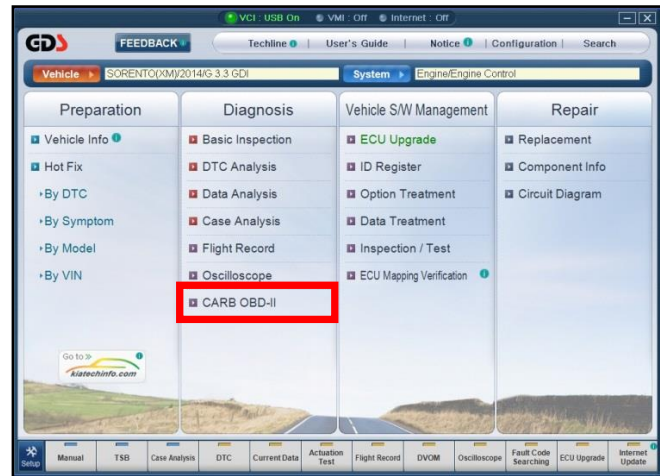 VCI : USB On VMI : Off Internet : Off
GDS FEEDBACK Techline | User's Guide | Notice | Configuration | Search
Vehicle SORENTO(XM)/2014/G 3.3 GDI System Engine/Engine Control
Preparation
Vehicle Info
Hot Fix
By DTC
By Symptom
By Model
By VIN
Go to
kiatechinfo.com
Diagnosis
Basic Inspection
DTC Analysis
Data Analysis
Case Analysis
Flight Record
Oscilloscope
CARB OBD-II
Vehicle S/W Management
ECU Upgrade
ID Register
Option Treatment
Data Treatment
Inspection / Test
ECU Mapping Verification
Repair
Replacement
Component Info
Circuit Diagram
Setup Manual TSB Case Analysis DTC Current Data Actuation Test Flight Record DVOM Oscilloscope Fault Code Searching ECU Upgrade Internet Update